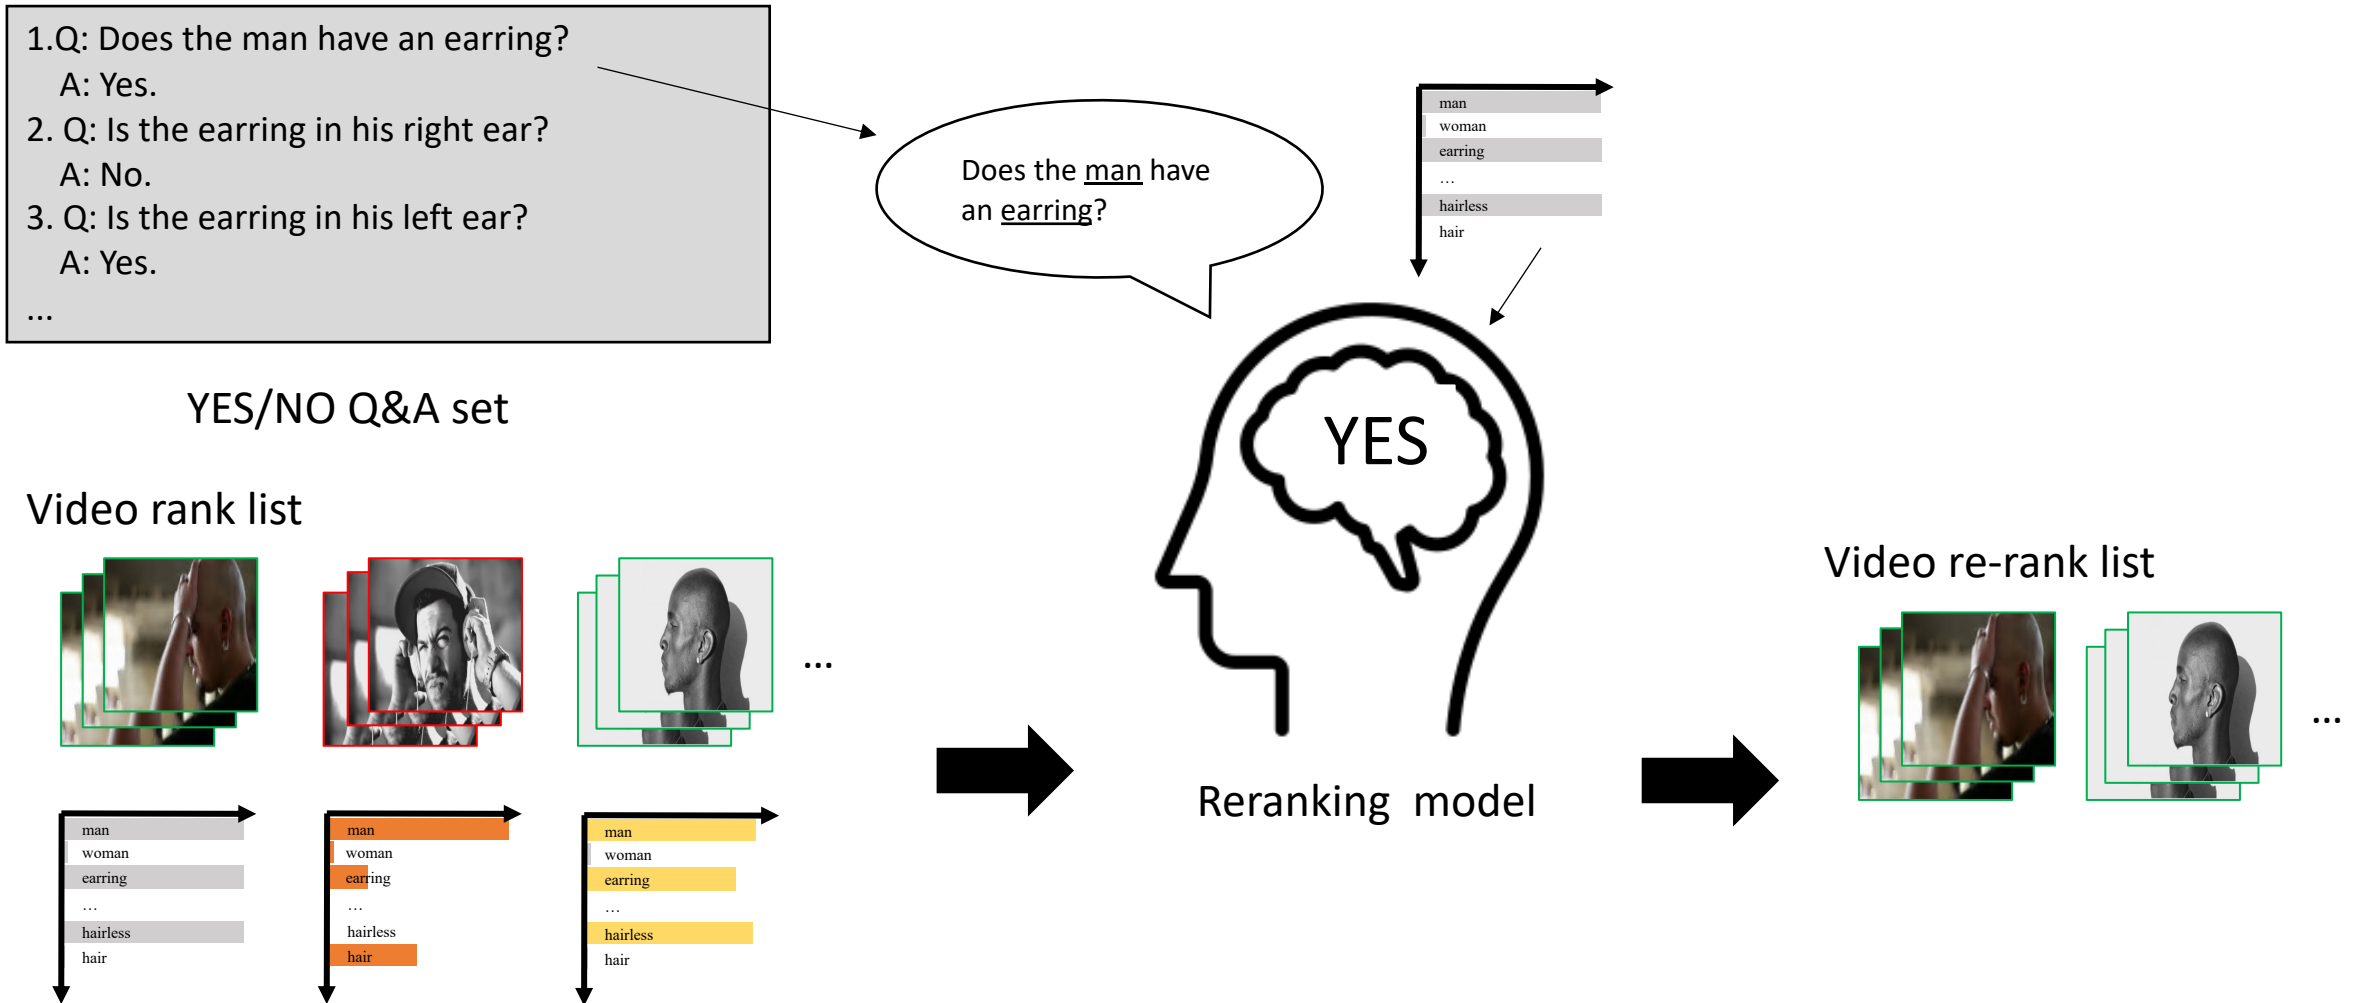 1.Q: Does the man have an earring?
A: Yes.
2. Q: Is the earring in his right ear?
A: No.
3. Q: Is the earring in his left ear?
A: Yes.
...
YES/NO Q&A set
Does the man have
an earring?
man
woman
earring
...
hairless
hair
YES
Reranking model
Video rank list
...
man
woman
earring
...
hairless
hair
man
woman
earring
...
hairless
hair
man
woman
earring
...
hairless
hair
Video re-rank list
...